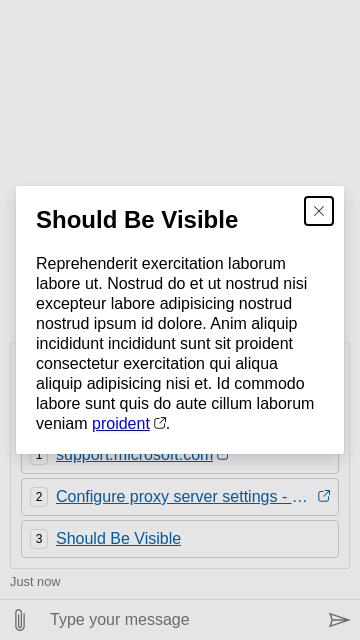 Should Be Visible
Reprehenderit exercitation laborum
labore ut. Nostrud do et ut nostrud nisi
excepteur labore adipisicing nostrud
nostrud ipsum id dolore. Anim aliquip
incididunt incididunt sunt sit proident
consectetur exercitation qui aliqua
aliquip adipisicing nisi et. Id commodo
labore sunt quis do aute cillum laborum
veniam proident.
1 support.microsoft.com
2 Configure proxy server settings - ...
3 Should Be Visible
Just now
Type your message